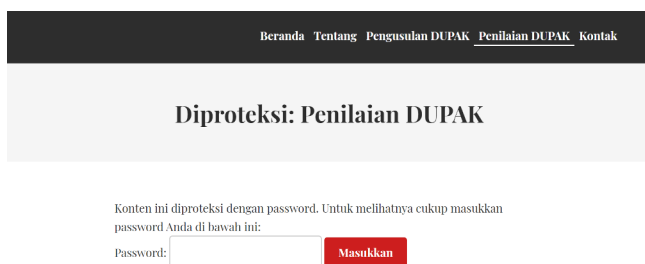 Beranda Tentang Pengusulan DUPAK Penilaian DUPAK Kontak
Diproteksi: Penilaian DUPAK
Konten ini diproteksi dengan password. Untuk melihatnya cukup masukkan
password Anda di bawah ini:
Password: Masukkan